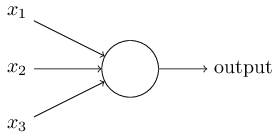 x₁
x₂ output
x₃